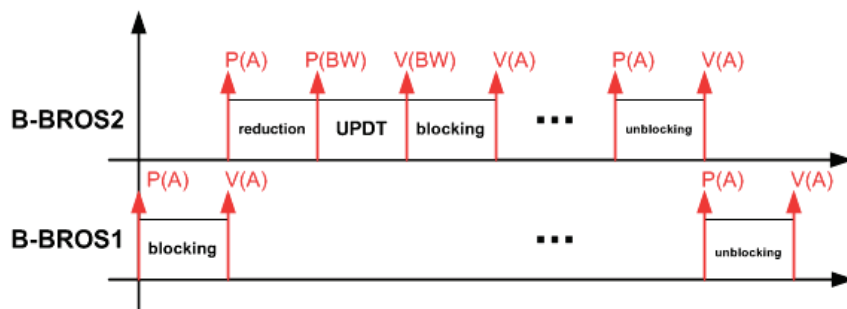 P(A) P(BW) V(BW) V(A) P(A) V(A)
B-BROS2 reduction UPDT blocking ... unblocking
P(A) V(A) P(A) V(A)
B-BROS1 blocking ... unblocking